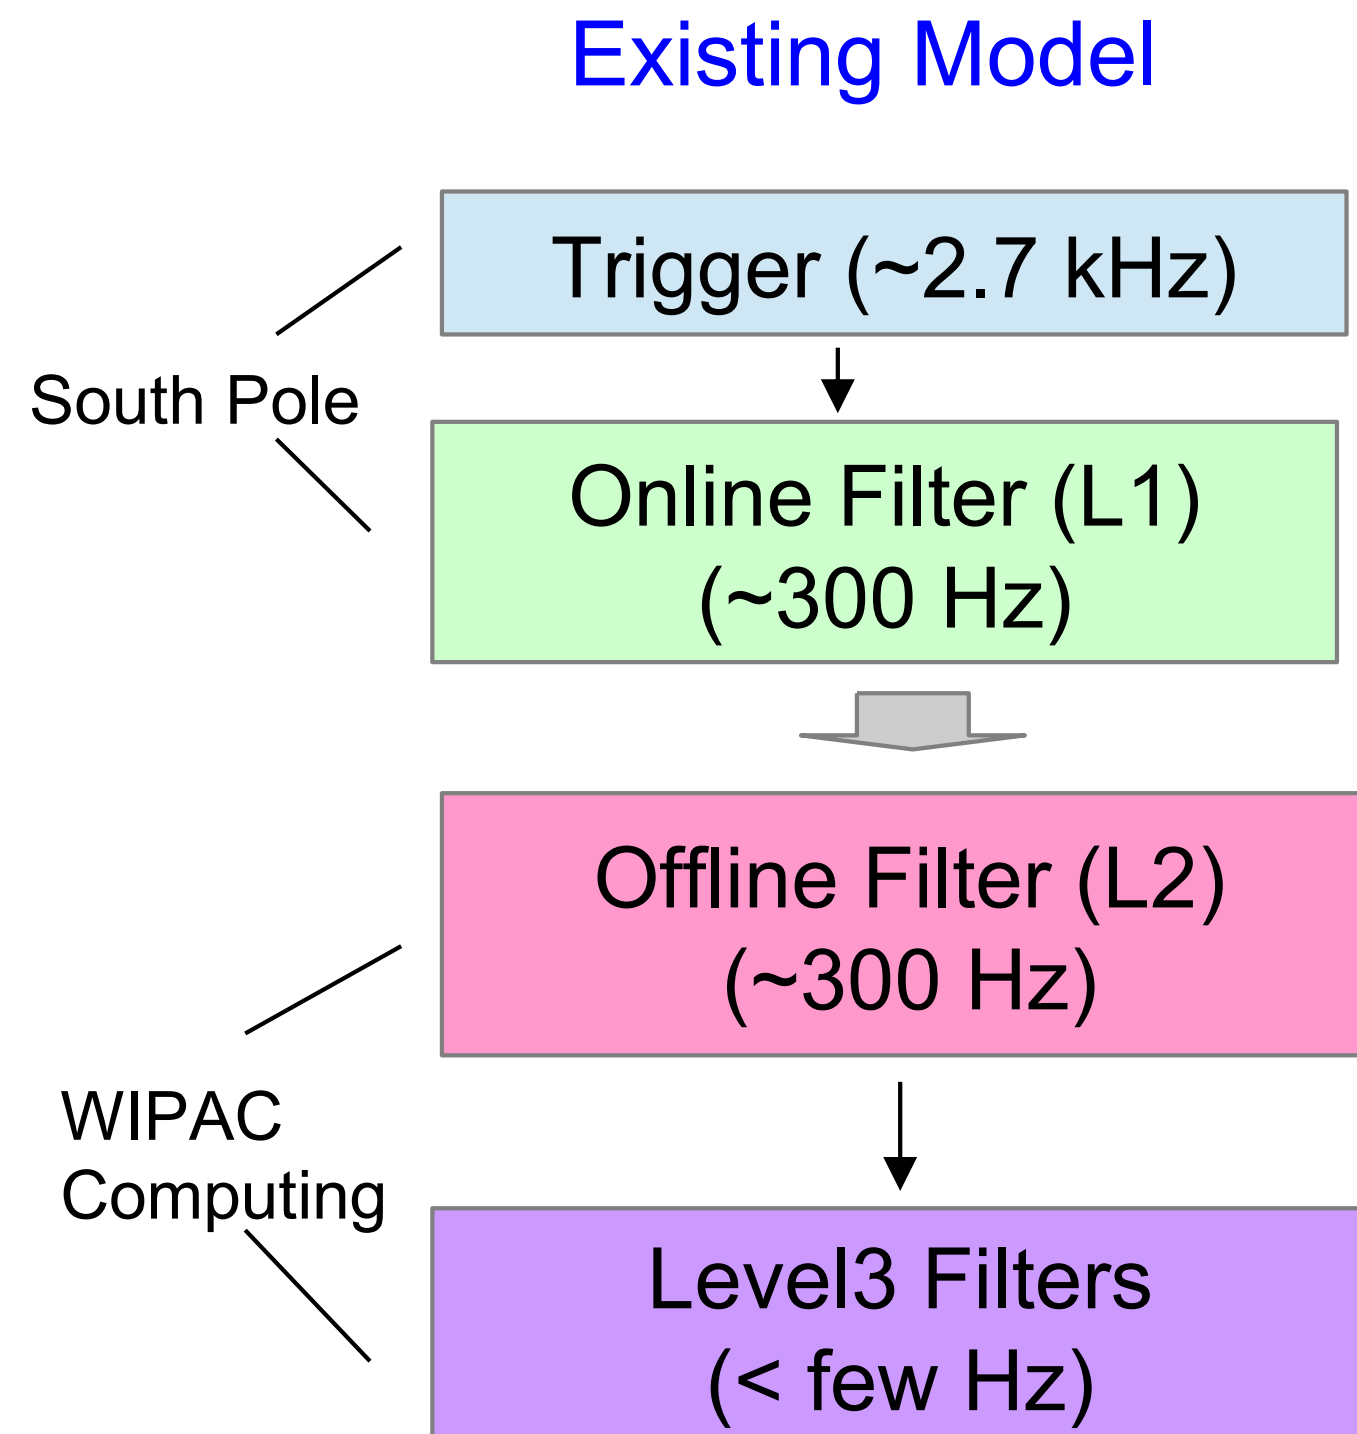 Existing Model
Trigger (~2.7 kHz)
South Pole
Online Filter (L1)
(~300 Hz)
Offline Filter (L2)
(~300 Hz)
WIPAC
Computing
Level3 Filters
(< few Hz)